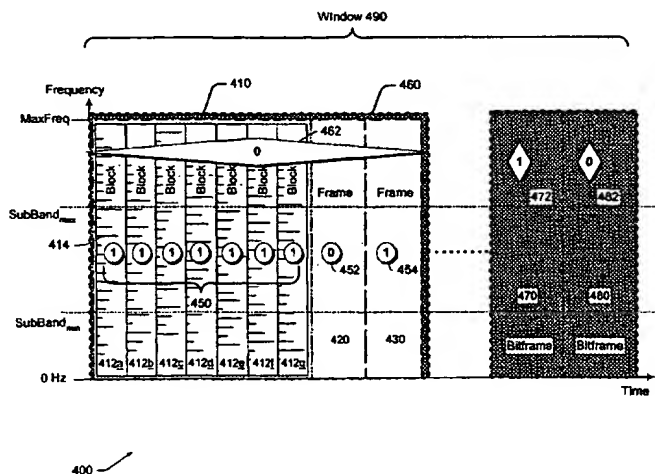 Window 490
410
460
Frequency
MaxFreq
462
0
Block Block Block Block Block Block Block
Frame Frame
1 0
472 482
SubBand max
414
1 1 1 1 1 1 1 0 1
450
452 454
470 480
SubBand min
420 430
Bitframe Bitframe
412a 412b 412c 412d 412e 412f 412g
0 Hz
Time
400